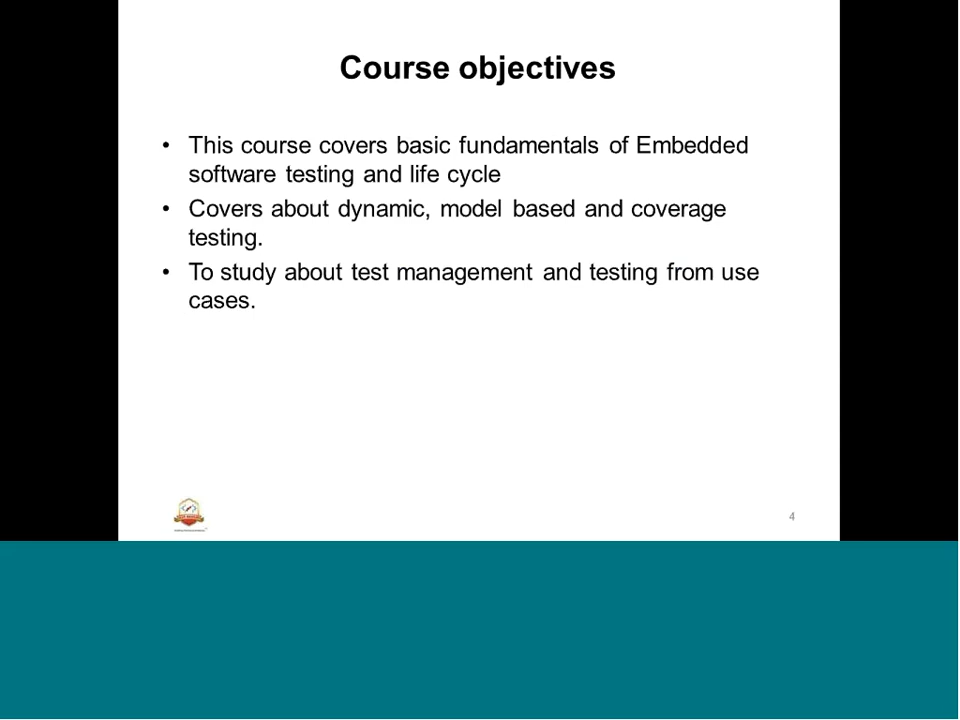 Course objectives
• This course covers basic fundamentals of Embedded
software testing and life cycle
• Covers about dynamic, model based and coverage
testing.
• To study about test management and testing from use
cases.
4